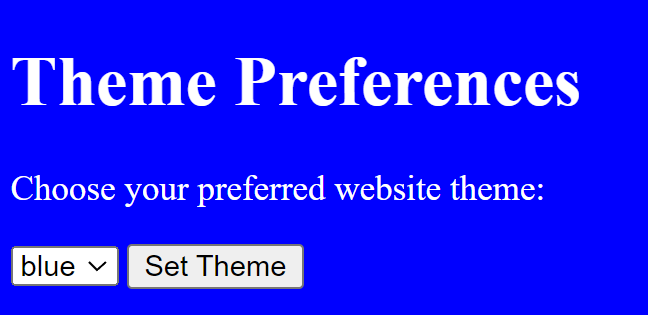 Theme Preferences
Choose your preferred website theme:
blue Set Theme